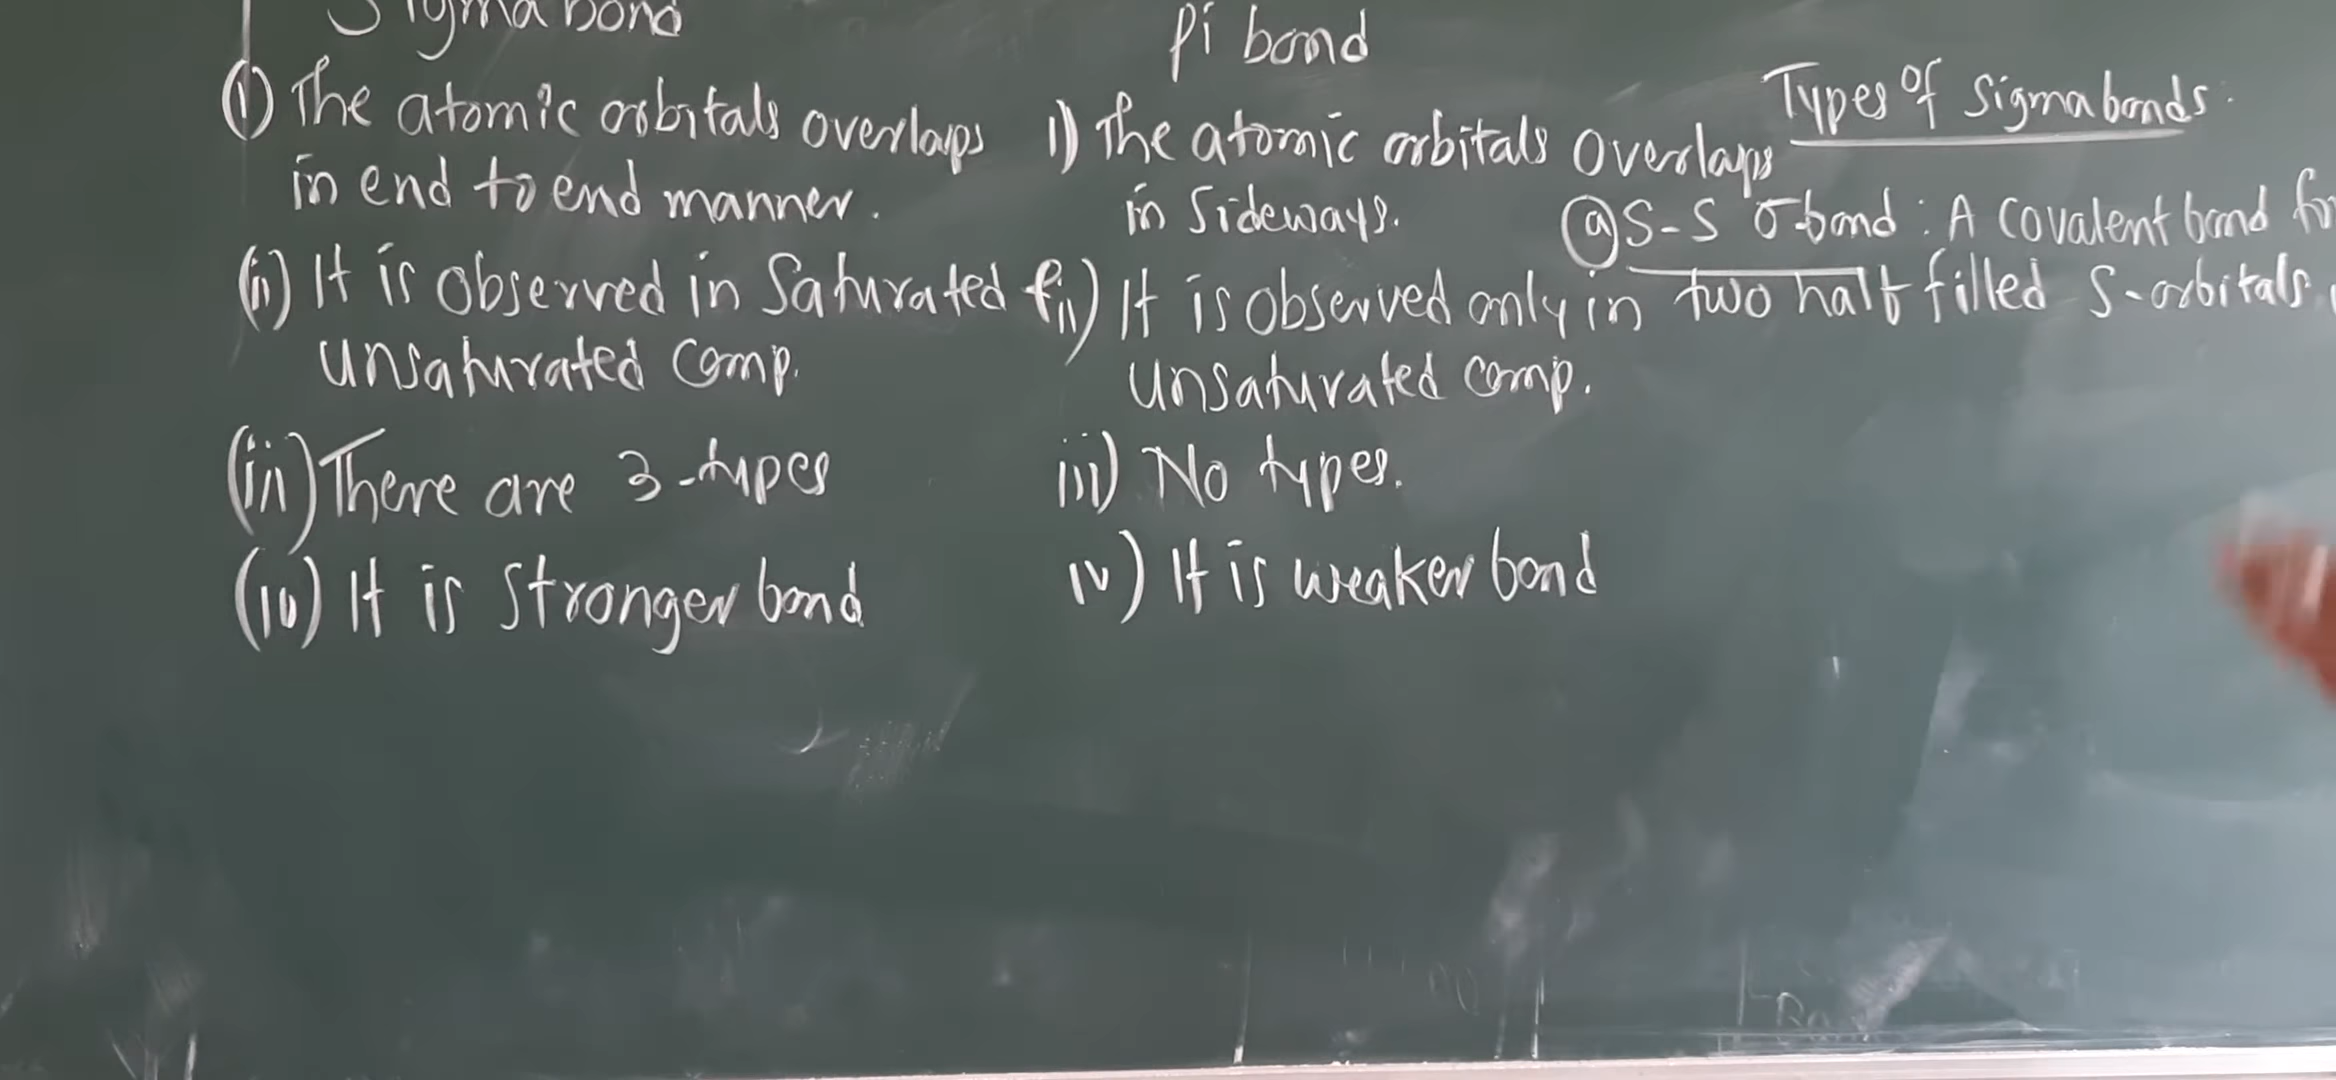 Sigma bond
(i) The atomic orbitals overlaps
in end to end manner.
(ii) It is observed in Saturated &
unsaturated comp.
(iii) There are 3-types
(iv) It is stronger bond
Pi bond
i) The atomic orbitals overlaps
in sideways.
ii) It is observed only in
unsaturated comp.
iii) No types.
iv) It is weaker bond
Types of Sigma bonds.
(a) S-S σ bond : A covalent bond for
two half filled S-orbitals